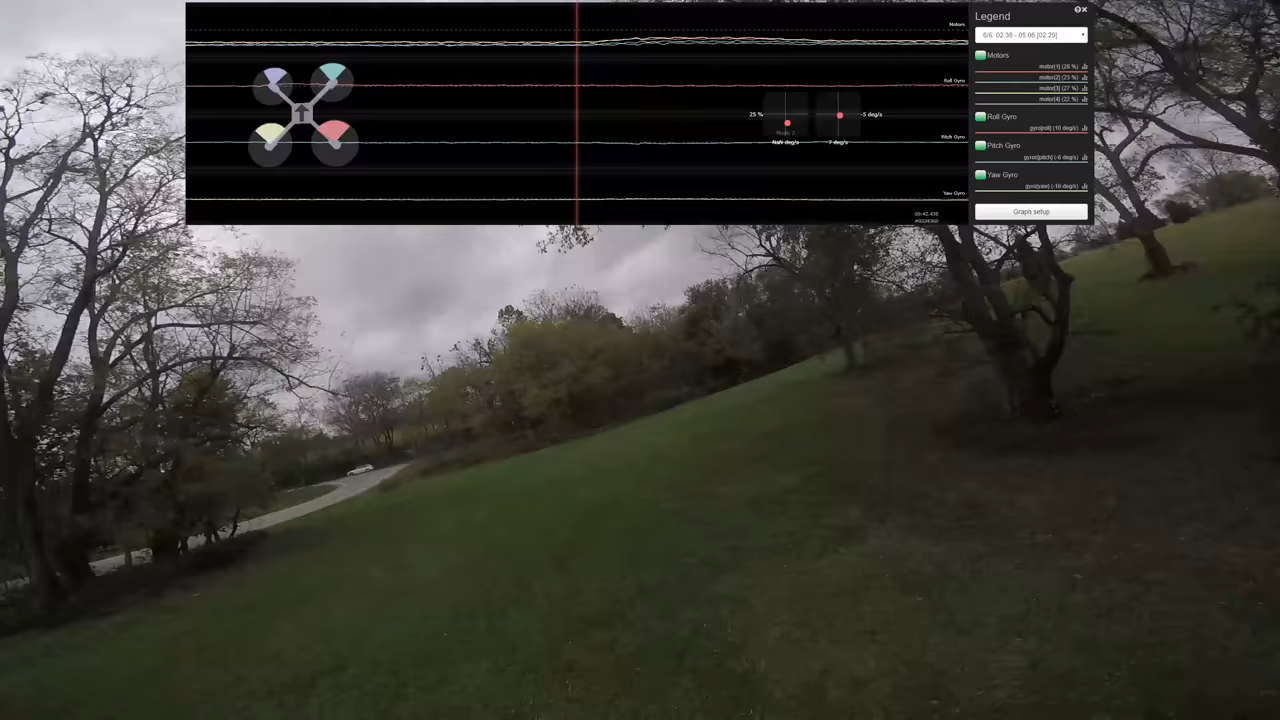 Legend
6/6 02:38 - 05:08 [02:29]
Motors
Motors
motor[1] (28 %)
motor[2] (23 %)
motor[3] (27 %)
motor[4] (22 %)
Roll Gyro
Roll Gyro
gyro[roll] (10 deg/s)
25 %
-5 deg/s
Mode 2
NaN deg/s
7 deg/s
Pitch Gyro
Pitch Gyro
gyros[pitch] (-6 deg/s)
Yaw Gyro
Yaw Gyro
gyro[yaw] (-16 deg/s)
00:42.438
Graph setup